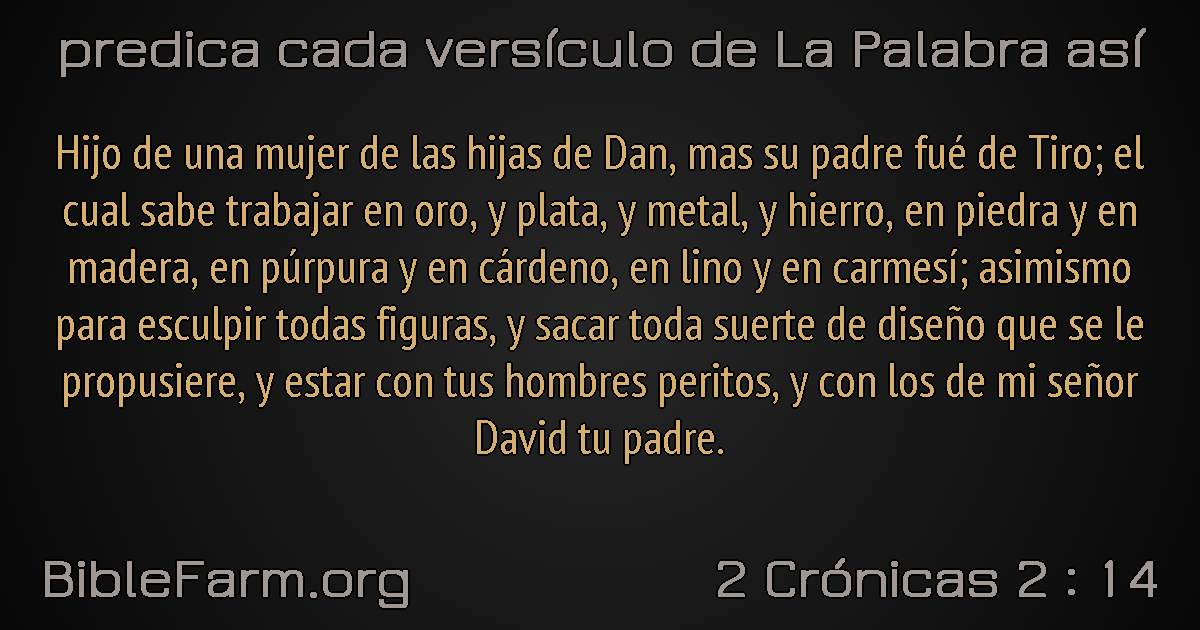 predica cada versículo de La Palabra así
Hijo de una mujer de las hijas de Dan, mas su padre fué de Tiro; el
cual sabe trabajar en oro, y plata, y metal, y hierro, en piedra y en
madera, en púrpura y en cárdeno, en lino y en carmesí; asimismo
para esculpir todas figuras, y sacar toda suerte de diseño que se le
propusiere, y estar con tus hombres peritos, y con los de mi señor
David tu padre.
BibleFarm.org
2 Crónicas 2 : 14